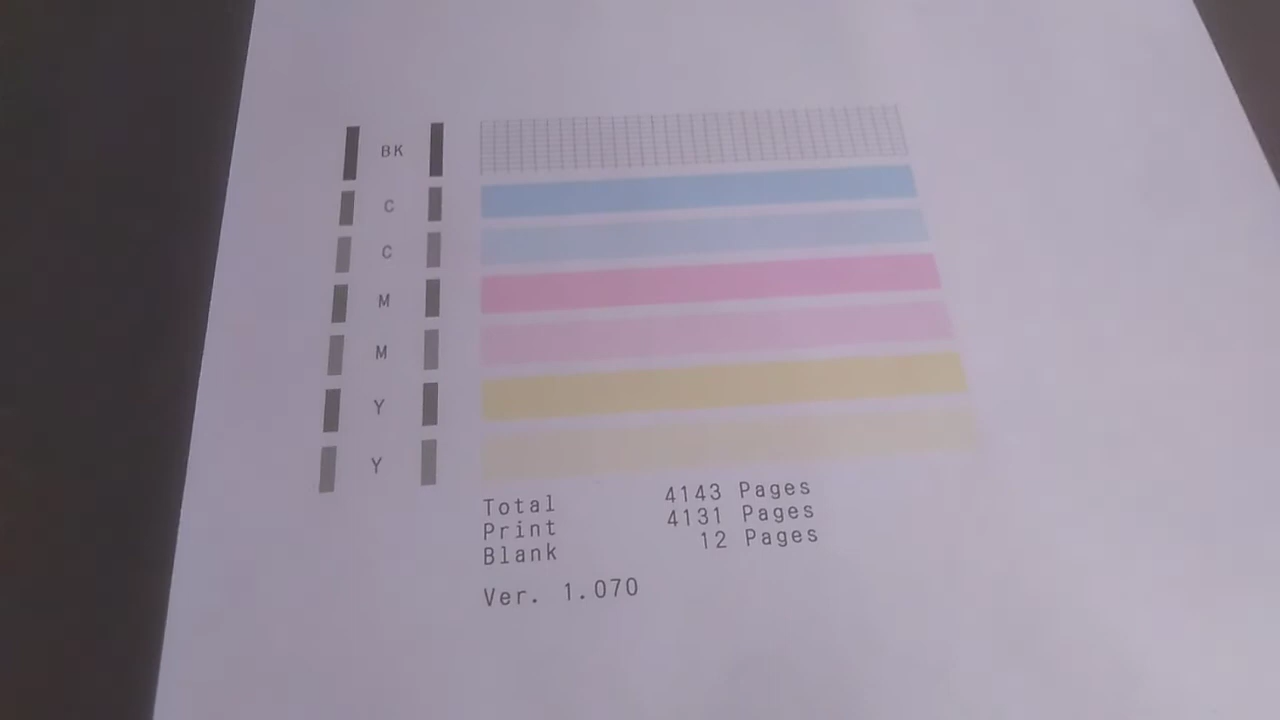 BK
C
C
M
M
Y
Y
Total 4143 Pages
Print 4131 Pages
Blank 12 Pages
Ver. 1.070